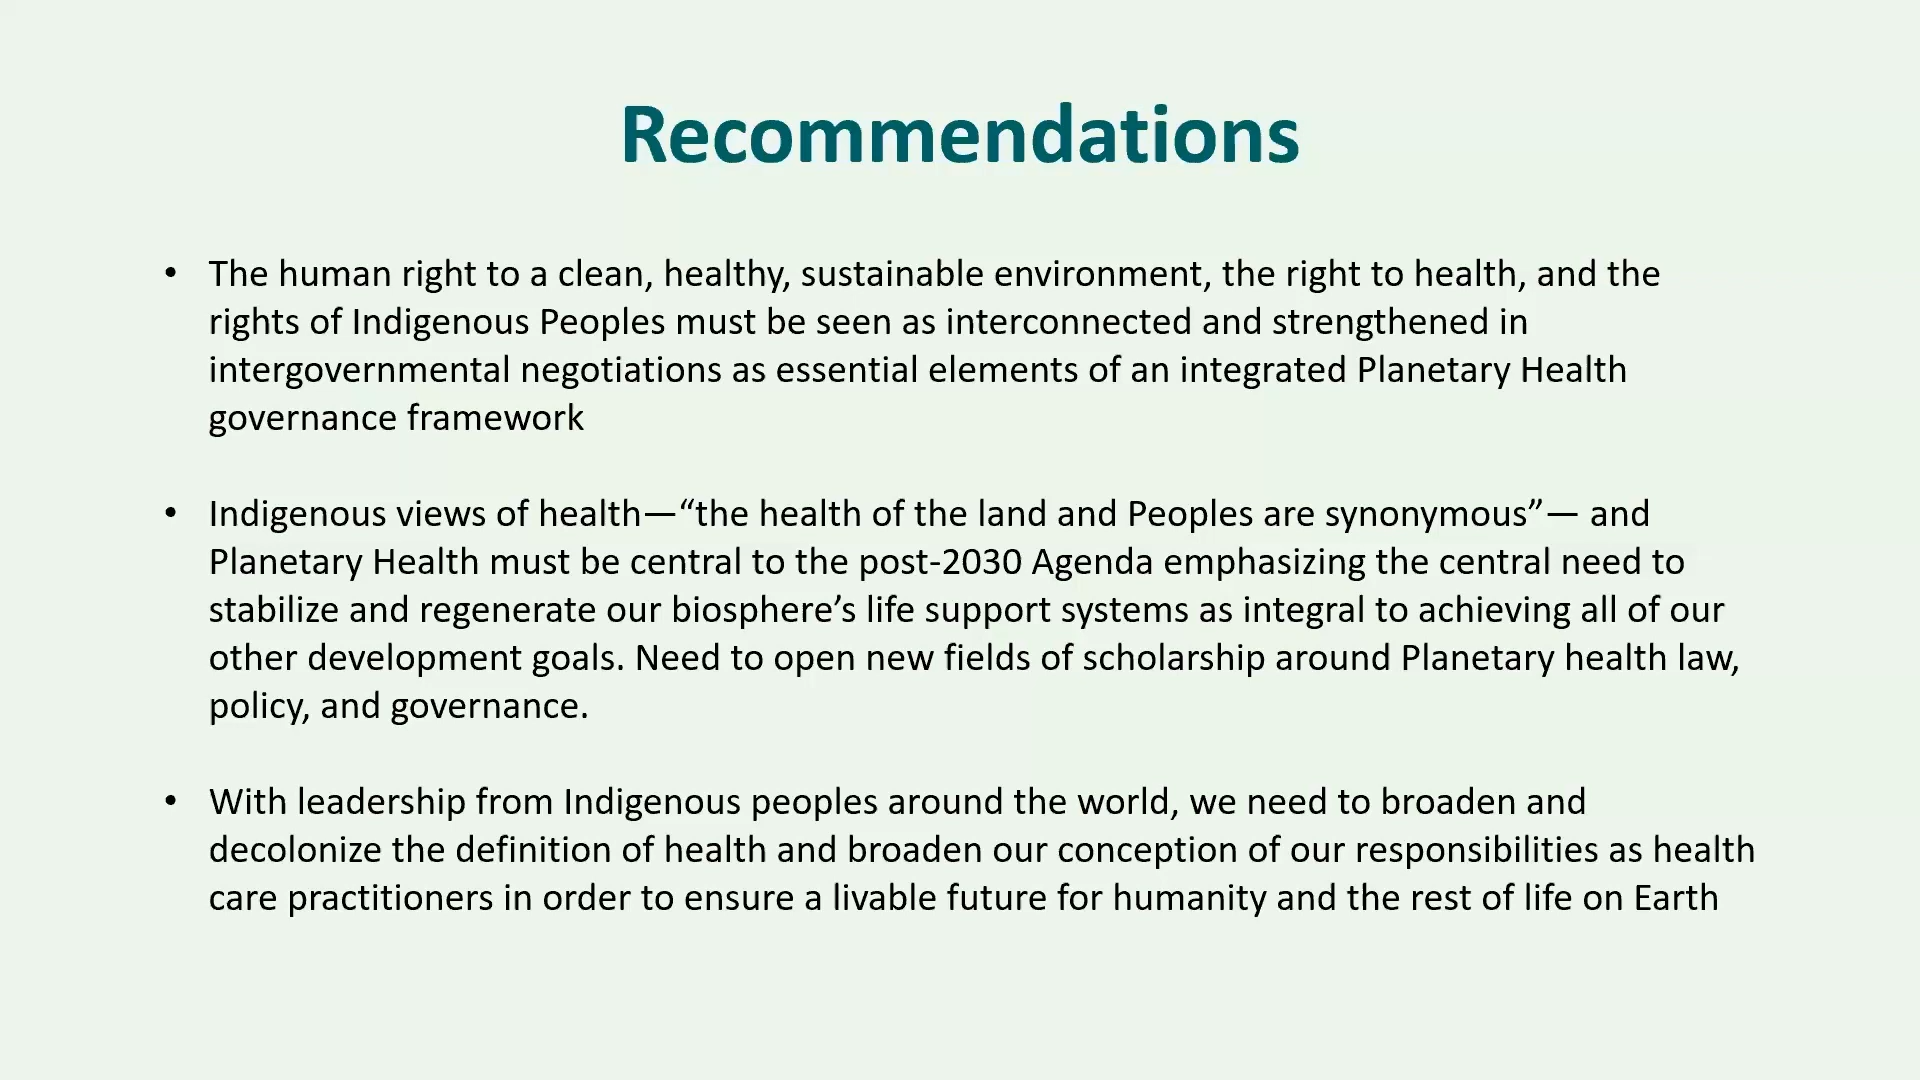 Recommendations
• The human right to a clean, healthy, sustainable environment, the right to health, and the
rights of Indigenous Peoples must be seen as interconnected and strengthened in
intergovernmental negotiations as essential elements of an integrated Planetary Health
governance framework
• Indigenous views of health—“the health of the land and Peoples are synonymous”— and
Planetary Health must be central to the post-2030 Agenda emphasizing the central need to
stabilize and regenerate our biosphere’s life support systems as integral to achieving all of our
other development goals. Need to open new fields of scholarship around Planetary health law,
policy, and governance.
• With leadership from Indigenous peoples around the world, we need to broaden and
decolonize the definition of health and broaden our conception of our responsibilities as health
care practitioners in order to ensure a livable future for humanity and the rest of life on Earth